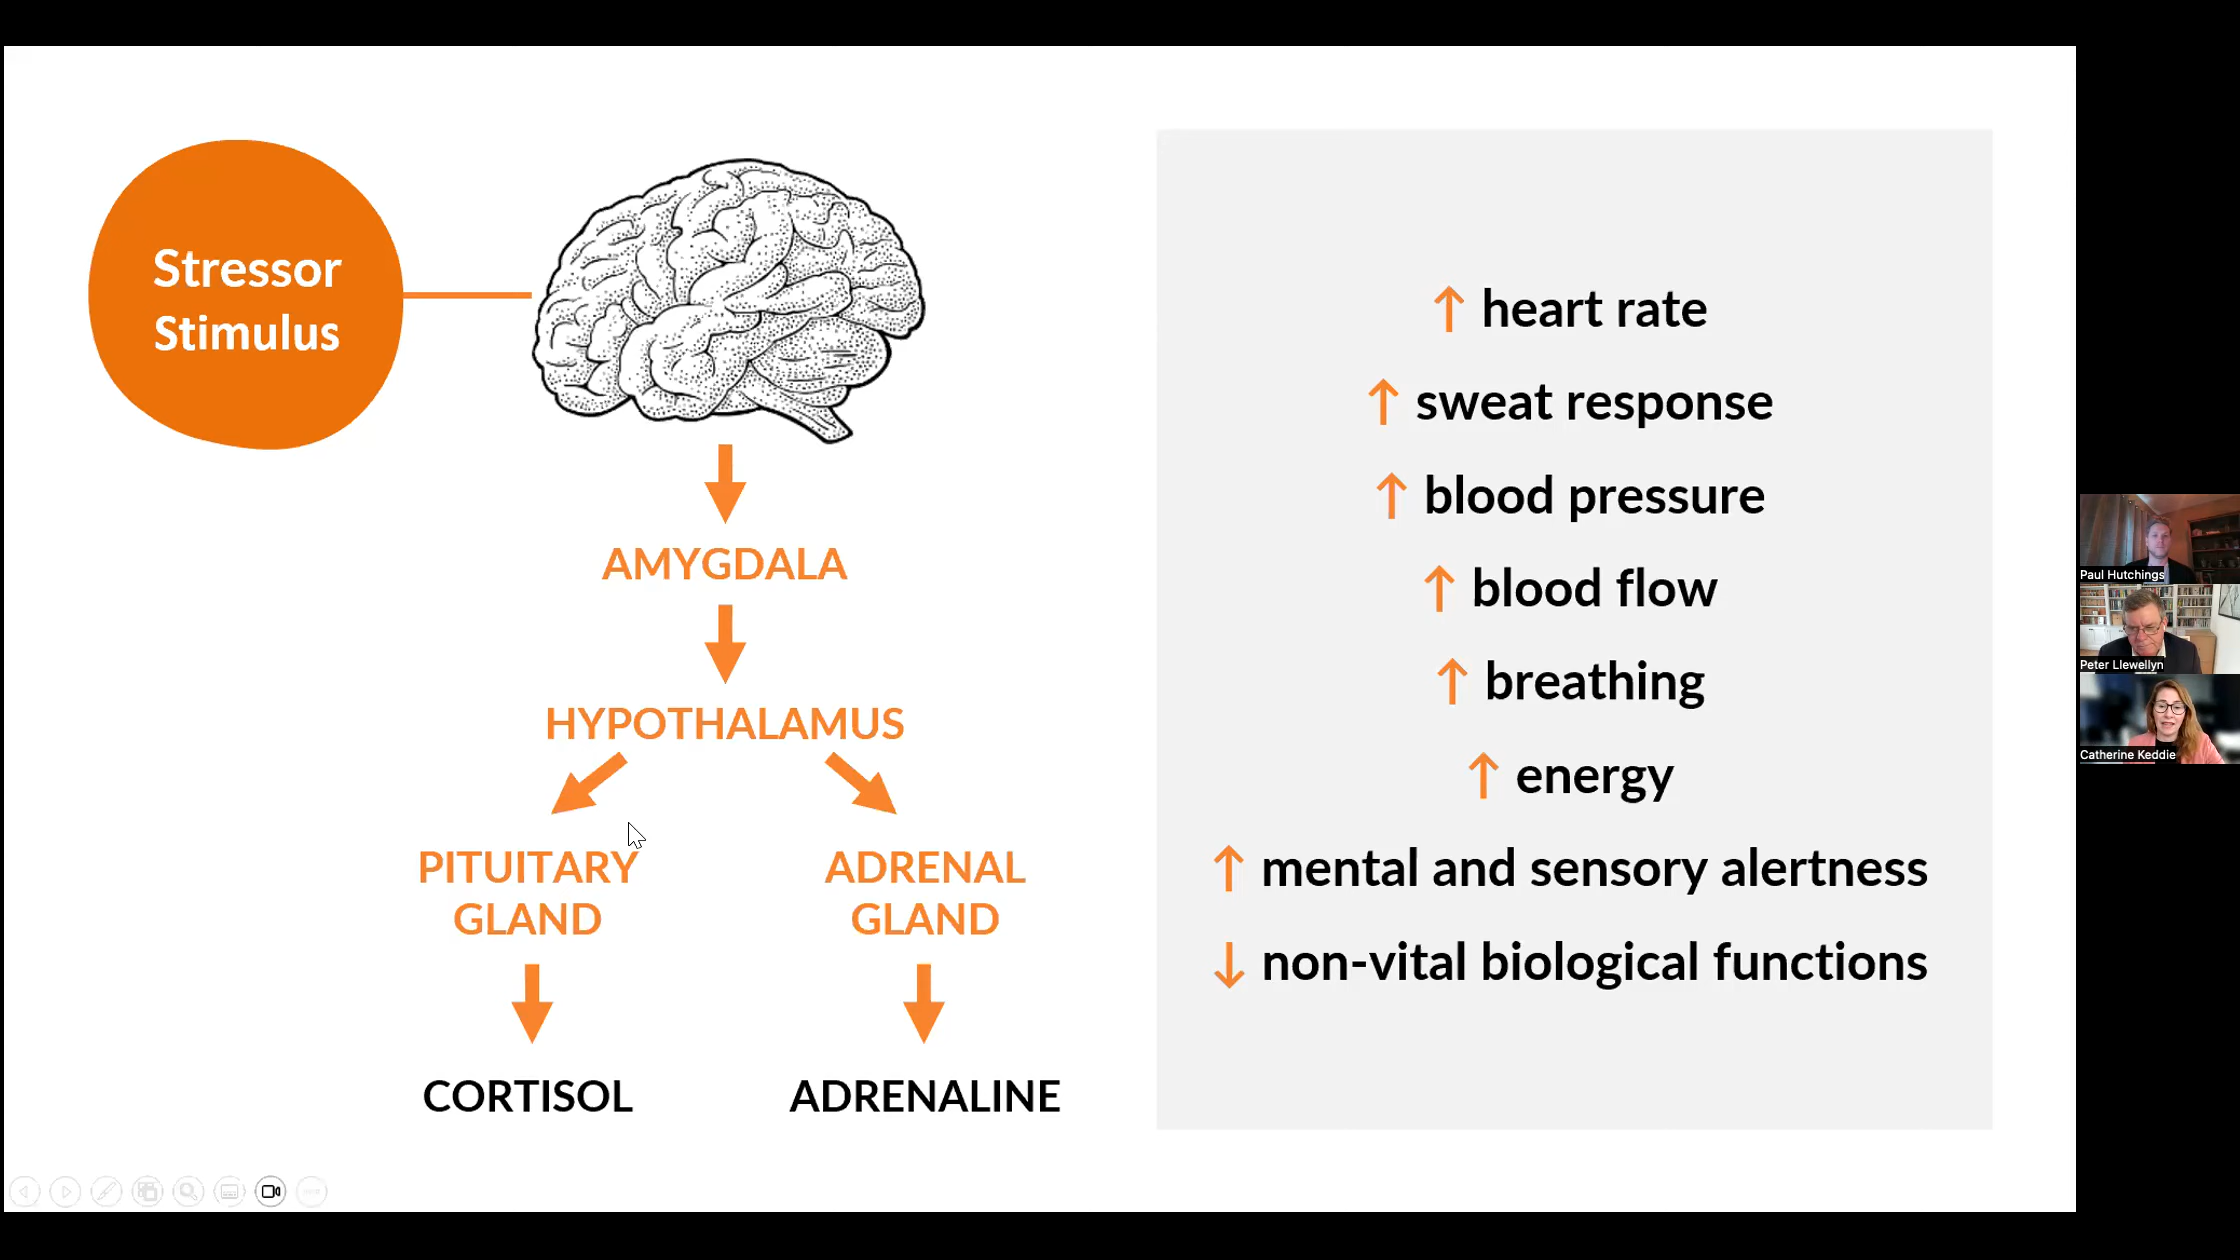 Stressor
Stimulus
AMYGDALA
HYPOTHALAMUS
PITUITARY
GLAND
ADRENAL
GLAND
CORTISOL
ADRENALINE
↑ heart rate
↑ sweat response
↑ blood pressure
↑ blood flow
↑ breathing
↑ energy
↑ mental and sensory alertness
↓ non-vital biological functions
Paul Hutchings
Peter Llewellyn
Catherine Keddie